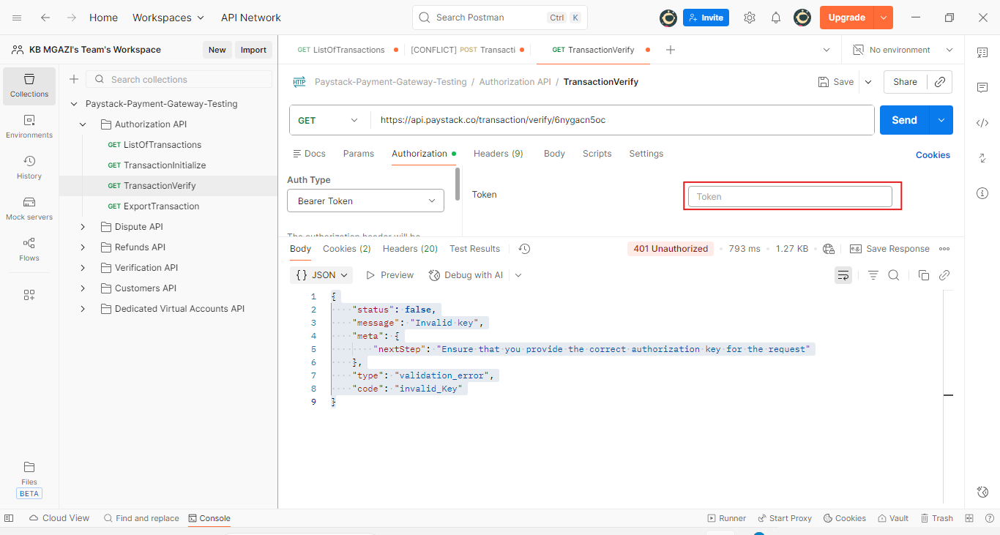 Home Workspaces API Network Search Postman Ctrl K Invite Upgrade
KB MGAZI's Team's Workspace New Import
GET ListOfTransactions [CONFLICT] POST Transacti GET TransactionVerify No environment
Search collections
Paystack-Payment-Gateway-Testing / Authorization API / TransactionVerify Save Share
Collections
Environments
History
Mock servers
Flows
Files
BETA
Paystack-Payment-Gateway-Testing
Authorization API
GET ListOfTransactions
GET TransactionInitialize
GET TransactionVerify
GET ExportTransaction
Dispute API
Refunds API
Verification API
Customers API
Dedicated Virtual Accounts API
HTTP
GET https://api.paystack.co/transaction/verify/6nygacn5oc Send
Docs Params Authorization Headers (9) Body Scripts Settings Cookies
Auth Type
Bearer Token
Token Token
The authorization header will be
Body Cookies (2) Headers (20) Test Results 401 Unauthorized 793 ms 1.27 KB e.g. Save Response
{} JSON Preview Debug with AI
1 {
2 "status": false,
3 "message": "Invalid key",
4 "meta": {
5 "nextStep": "Ensure that you provide the correct authorization key for the request"
6 },
7 "type": "validation_error",
8 "code": "invalid_Key"
9 }
Cloud View Find and replace Console Runner Start Proxy Cookies Vault Trash